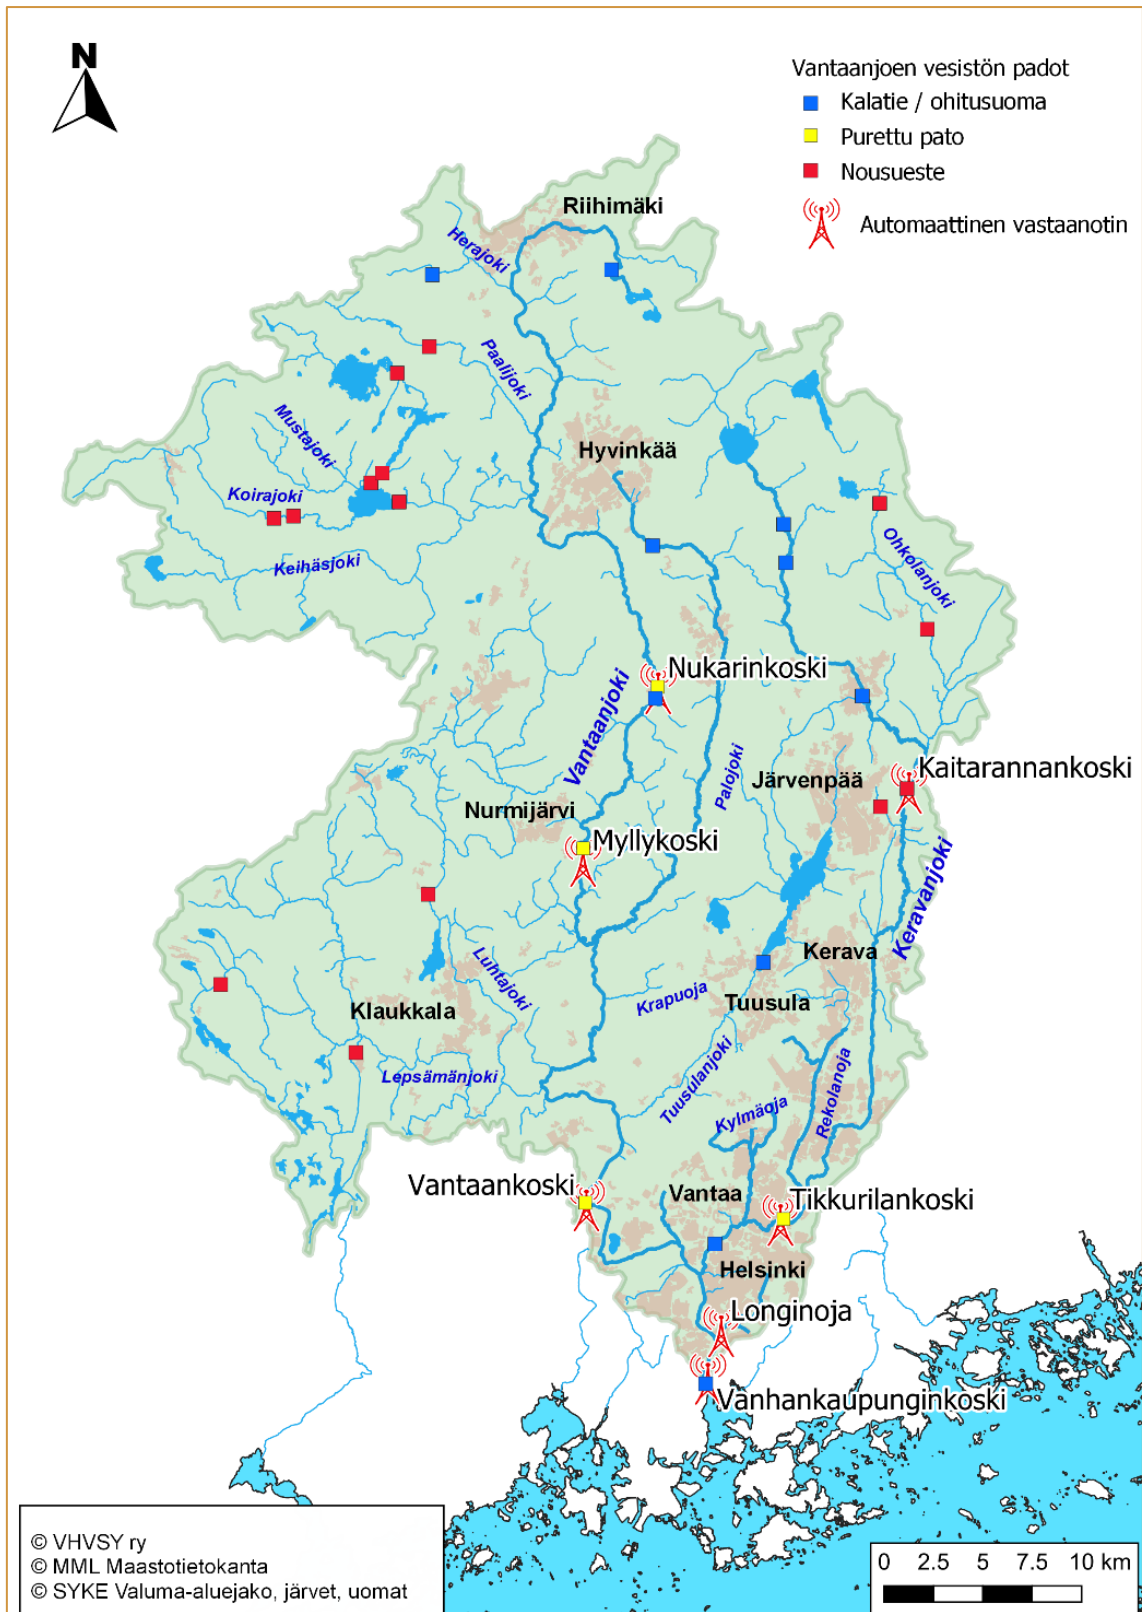 N
Vantaanjoen vesistön padot
Kalatie / ohitusuoma
Purettu pato
Nousueste
Automaattinen vastaanotin
Riihimäki
Herajoki
Paalijoki
Mustajoki
Hyvinkää
Koirajoki
Keihäsjoki
Ohkolanjoki
Nukarinkoski
Vantaanjoki
Palojoki
Järvenpää
Kaitarannankoski
Nurmijärvi
Myllykoski
Keravanjoki
Kerava
Luhtajoki
Krapuoja
Tuusula
Klaukkala
Lepsämänjoki
Tuusulanjoki
Kylmäoja
Rekolanoja
Vantaankoski
Vantaa
Tikkurilankoski
Helsinki
Longinoja
Vanhankaupunginkoski
© VHVSY ry
© MML Maastotietokanta
© SYKE Valuma-aluejako, järvet, uomat
0 2.5 5 7.5 10 km